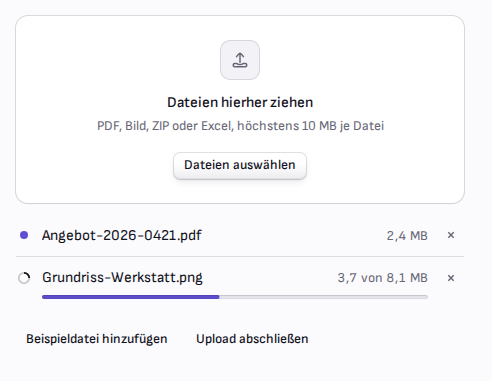 Dateien hierher ziehen
PDF, Bild, ZIP oder Excel, höchstens 10 MB je Datei
Dateien auswählen
Angebot-2026-0421.pdf 2,4 MB ×
Grundriss-Werkstatt.png 3,7 von 8,1 MB ×
Beispieldatei hinzufügen Upload abschließen